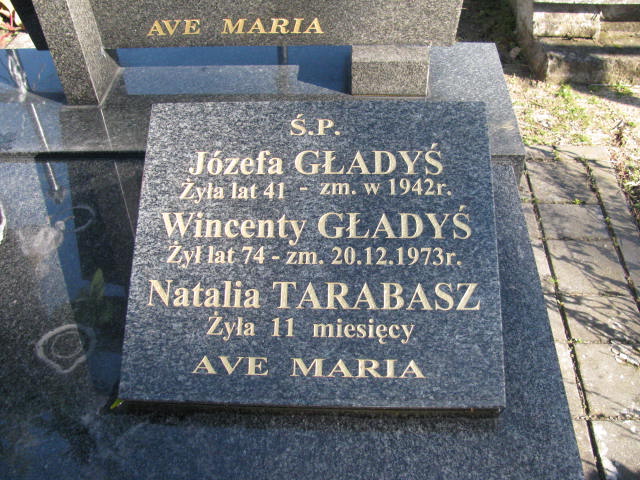 AVE MARIA
Ś.P.
Józefa GŁADYŚ
Żyła lat 41 - zm. w 1942r.
Wincenty GŁADYŚ
Żył lat 74 - zm. 20.12.1973r.
Natalia TARABASZ
Żyła 11 miesięcy
AVE MARIA